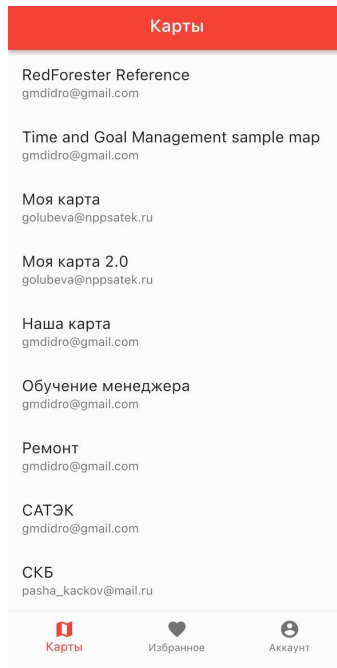 Карты
RedForester Reference
gmdidro@gmail.com
Time and Goal Management sample map
gmdidro@gmail.com
Моя карта
golubeva@nppsatek.ru
Моя карта 2.0
golubeva@nppsatek.ru
Наша карта
gmdidro@gmail.com
Обучение менеджера
gmdidro@gmail.com
Ремонт
gmdidro@gmail.com
САТЭК
gmdidro@gmail.com
СКБ
pasha_kackov@mail.ru
Карты Избранное Аккаунт